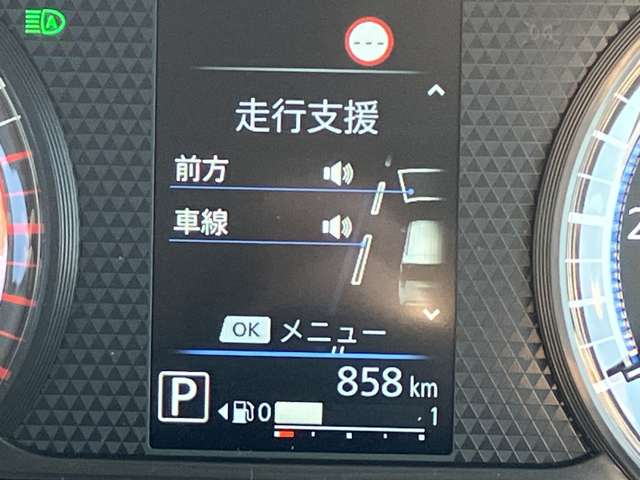 ---
走行支援
前方
車線
OK メニュー
858 km
P 0 1